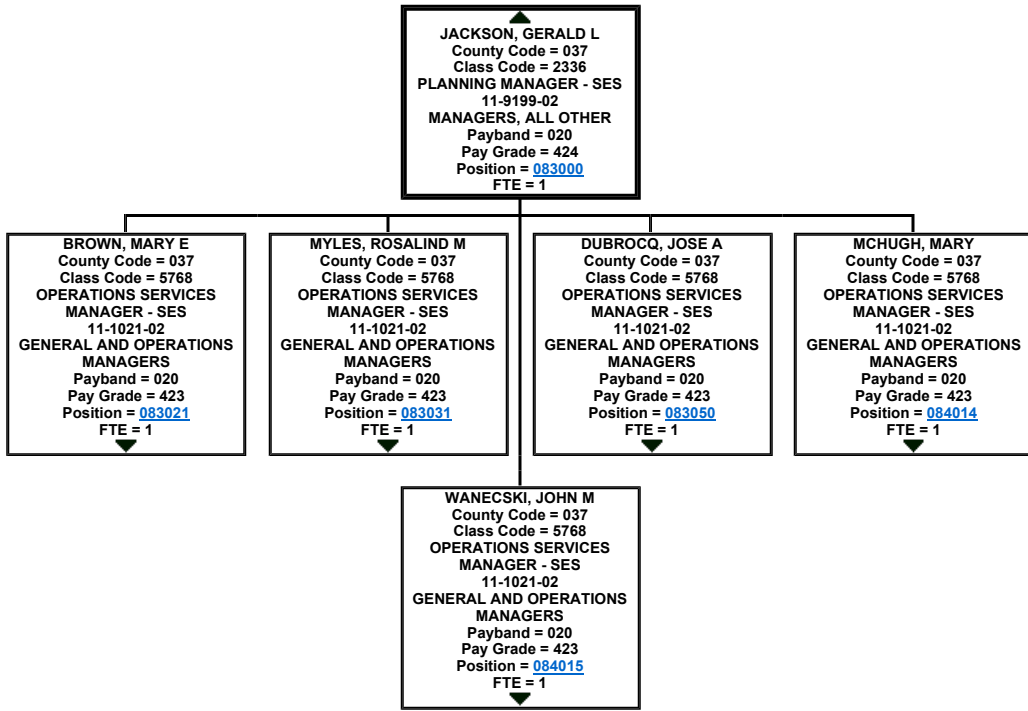 JACKSON, GERALD L
County Code = 037
Class Code = 2336
PLANNING MANAGER - SES
11-9199-02
MANAGERS, ALL OTHER
Payband = 020
Pay Grade = 424
Position = 083000
FTE = 1
BROWN, MARY E
County Code = 037
Class Code = 5768
OPERATIONS SERVICES
MANAGER - SES
11-1021-02
GENERAL AND OPERATIONS
MANAGERS
Payband = 020
Pay Grade = 423
Position = 083021
FTE = 1
MYLES, ROSALIND M
County Code = 037
Class Code = 5768
OPERATIONS SERVICES
MANAGER - SES
11-1021-02
GENERAL AND OPERATIONS
MANAGERS
Payband = 020
Pay Grade = 423
Position = 083031
FTE = 1
DUBROCQ, JOSE A
County Code = 037
Class Code = 5768
OPERATIONS SERVICES
MANAGER - SES
11-1021-02
GENERAL AND OPERATIONS
MANAGERS
Payband = 020
Pay Grade = 423
Position = 083050
FTE = 1
MCHUGH, MARY
County Code = 037
Class Code = 5768
OPERATIONS SERVICES
MANAGER - SES
11-1021-02
GENERAL AND OPERATIONS
MANAGERS
Payband = 020
Pay Grade = 423
Position = 084014
FTE = 1
WANECSKI, JOHN M
County Code = 037
Class Code = 5768
OPERATIONS SERVICES
MANAGER - SES
11-1021-02
GENERAL AND OPERATIONS
MANAGERS
Payband = 020
Pay Grade = 423
Position = 084015
FTE = 1